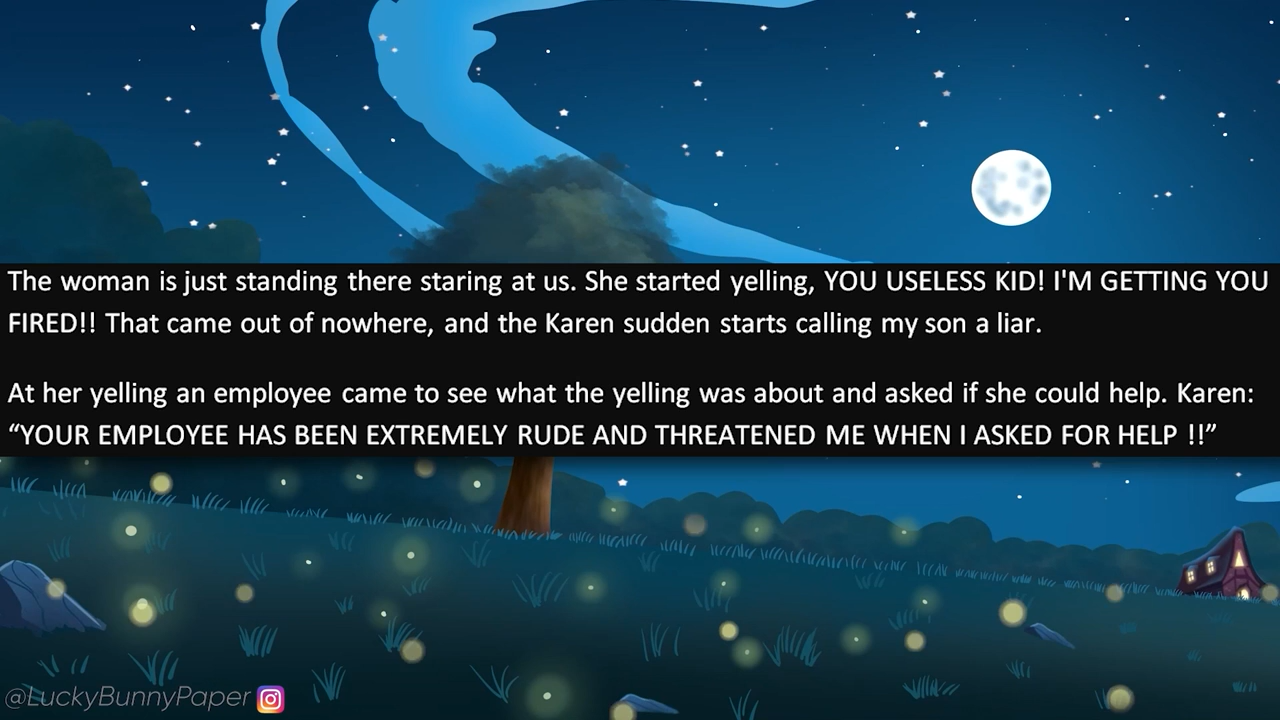 The woman is just standing there staring at us. She started yelling, YOU USELESS KID! I'M GETTING YOU
FIRED!! That came out of nowhere, and the Karen sudden starts calling my son a liar.
At her yelling an employee came to see what the yelling was about and asked if she could help. Karen:
“YOUR EMPLOYEE HAS BEEN EXTREMELY RUDE AND THREATENED ME WHEN I ASKED FOR HELP !!”
@LuckyBunnyPaper